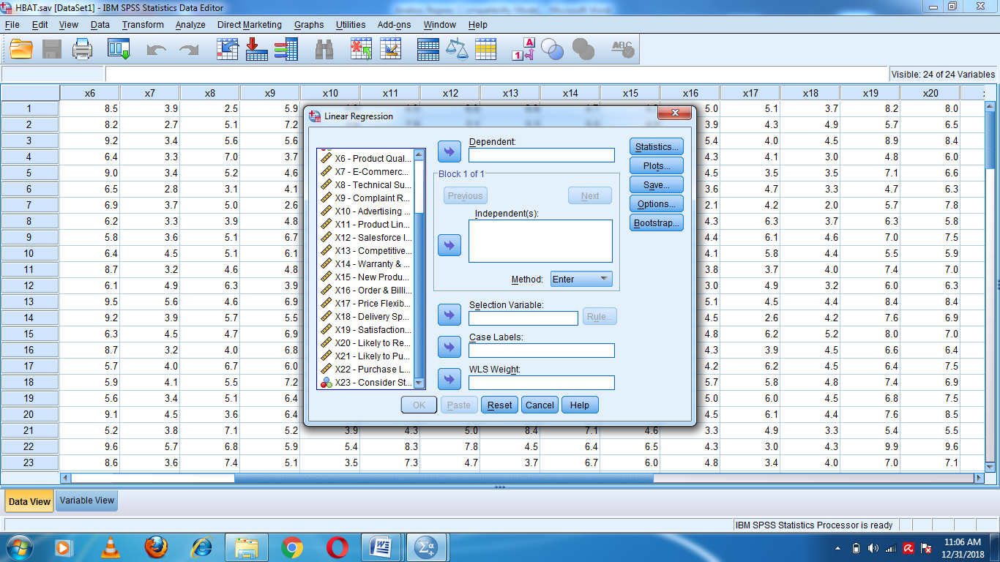 HBAT.sav [DataSet1] - IBM SPSS Statistics Data Editor
File Edit View Data Transform Analyze Direct Marketing Graphs Utilities Add-ons Window Help
Visible: 24 of 24 Variables
x6 x7 x8 x9 x10 x11 x12 x13 x14 x15 x16 x17 x18 x19 x20
1 8.5 3.9 2.5 5.9 5.0 5.1 3.7 8.2 8.0
2 8.2 2.7 5.1 7.2 3.9 4.3 4.9 5.7 6.5
3 9.2 3.4 5.6 5.6 5.4 4.0 4.5 8.9 8.4
4 6.4 3.3 7.0 3.7 4.3 4.1 3.0 4.8 6.0
5 9.0 3.4 5.2 4.6 4.5 3.5 3.5 7.1 6.6
6 6.5 2.8 3.1 4.1 3.6 4.7 3.3 4.7 6.3
7 6.9 3.7 5.0 2.6 2.1 4.2 2.0 5.7 7.8
8 6.2 3.3 3.9 4.8 4.3 6.3 3.7 6.3 5.8
9 5.8 3.6 5.1 6.7 4.4 6.1 4.6 7.0 7.5
10 6.4 4.5 5.1 6.1 4.1 5.8 4.4 5.5 5.9
11 8.7 3.2 4.6 4.8 3.8 3.7 4.0 7.4 7.0
12 6.1 4.9 6.3 3.9 3.0 4.9 3.2 6.0 6.3
13 9.5 5.6 4.6 6.9 5.1 4.5 4.4 8.4 8.4
14 9.2 3.9 5.7 5.5 4.5 2.6 4.2 7.6 6.9
15 6.3 4.5 4.7 6.9 4.8 6.2 5.2 8.0 7.0
16 8.7 3.2 4.0 6.8 4.3 3.9 4.5 6.6 6.4
17 5.7 4.0 6.7 6.0 4.2 6.2 4.5 6.4 7.5
18 5.9 4.1 5.5 7.2 5.7 5.8 4.8 7.4 6.9
19 5.6 3.4 5.1 6.4 5.0 6.0 4.5 6.8 7.5
20 9.1 4.5 3.6 6.4 4.5 6.1 4.4 7.6 8.5
21 8.2 3.8 7.1 5.2 3.9 4.3 5.0 8.4 7.1 4.6 3.3 4.9 3.3 5.4 5.5
22 9.6 5.7 6.8 5.9 5.4 8.3 7.8 4.5 6.4 6.5 4.3 3.0 4.3 9.9 9.6
23 8.6 3.6 7.4 5.1 3.5 7.3 4.7 3.7 6.7 6.0 4.8 3.4 4.0 7.0 7.1
Linear Regression
X6 - Product Qual...
X7 - E-Commerc...
X8 - Technical Su...
X9 - Complaint R...
X10 - Advertising ...
X11 - Product Lin...
X12 - Salesforce I...
X13 - Competitive...
X14 - Warranty & ...
X15 - New Produ...
X16 - Order & Billi...
X17 - Price Flexib...
X18 - Delivery Sp...
X19 - Satisfaction...
X20 - Likely to Re...
X21 - Likely to Pu...
X22 - Purchase L...
X23 - Consider St...
Dependent:
Block 1 of 1
Previous Next
Independent(s):
Method: Enter
Selection Variable:
Rule...
Case Labels:
WLS Weight:
Statistics...
Plots...
Save...
Options...
Bootstrap...
OK Paste Reset Cancel Help
Data View Variable View
IBM SPSS Statistics Processor is ready
11:06 AM
12/31/2018